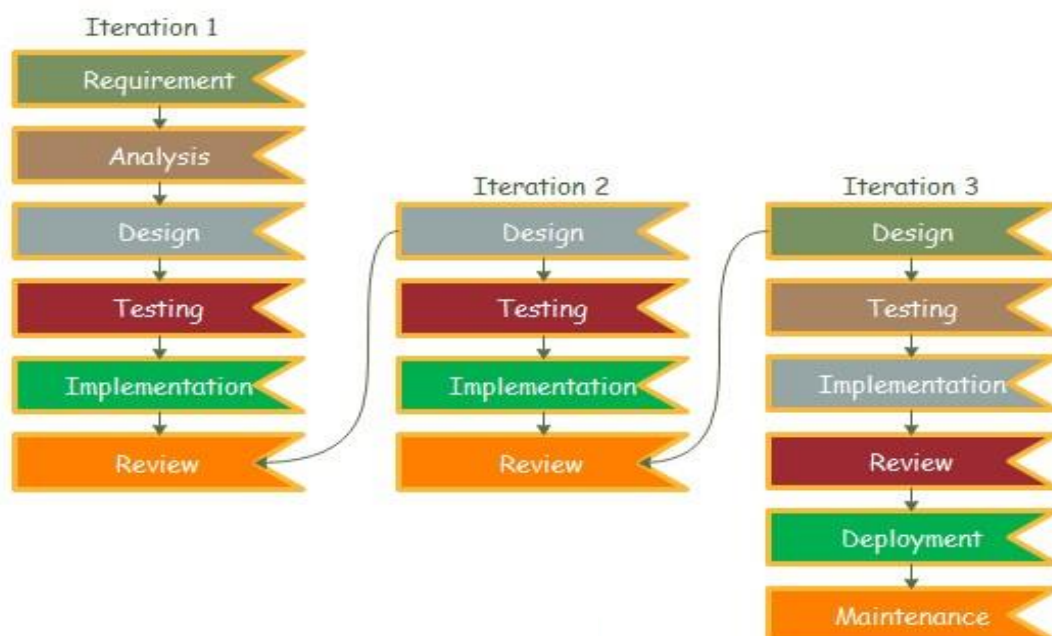 Iteration 1
Requirement
Analysis
Design
Testing
Implementation
Review
Iteration 2
Design
Testing
Implementation
Review
Iteration 3
Design
Testing
Implementation
Review
Deployment
Maintenance